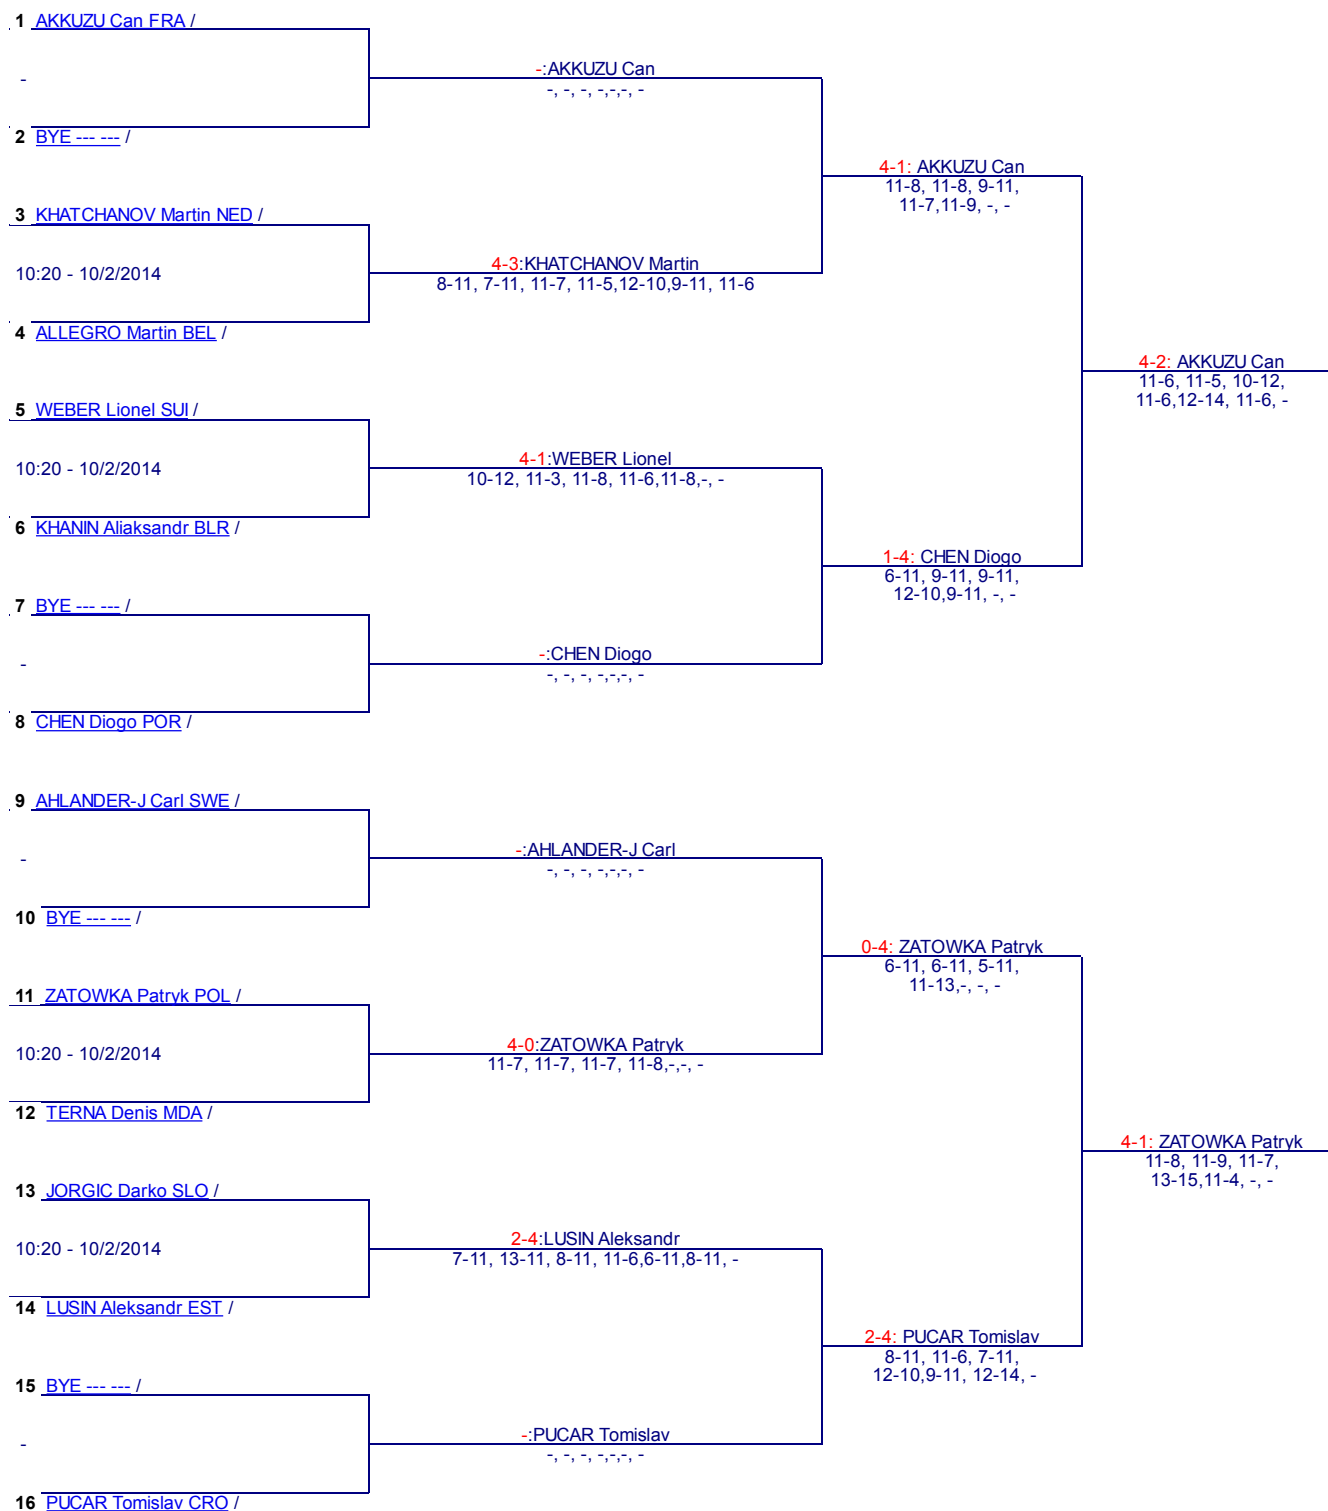 1 AKKUZU Can FRA /
-
2 BYE --- --- /
3 KHATCHANOV Martin NED /
10:20 - 10/2/2014
4 ALLEGRO Martin BEL /
5 WEBER Lionel SUI /
10:20 - 10/2/2014
6 KHANIN Aliaksandr BLR /
7 BYE --- --- /
-
8 CHEN Diogo POR /
9 AHLANDER-J Carl SWE /
-
10 BYE --- --- /
11 ZATOWKA Patryk POL /
10:20 - 10/2/2014
12 TERNA Denis MDA /
13 JORGIC Darko SLO /
10:20 - 10/2/2014
14 LUSIN Aleksandr EST /
15 BYE --- --- /
-
16 PUCAR Tomislav CRO /
-:AKKUZU Can
-, -, -, -,-,-, -
4-3:KHATCHANOV Martin
8-11, 7-11, 11-7, 11-5,12-10,9-11, 11-6
4-1:WEBER Lionel
10-12, 11-3, 11-8, 11-6,11-8,-, -
-:CHEN Diogo
-, -, -, -,-,-, -
-:AHLANDER-J Carl
-, -, -, -,-,-, -
4-0:ZATOWKA Patryk
11-7, 11-7, 11-7, 11-8,-,-, -
2-4:LUSIN Aleksandr
7-11, 13-11, 8-11, 11-6,6-11,8-11, -
-:PUCAR Tomislav
-, -, -, -,-,-, -
4-1: AKKUZU Can
11-8, 11-8, 9-11,
11-7,11-9, -, -
1-4: CHEN Diogo
6-11, 9-11, 9-11,
12-10,9-11, -, -
0-4: ZATOWKA Patryk
6-11, 6-11, 5-11,
11-13,-, -, -
2-4: PUCAR Tomislav
8-11, 11-6, 7-11,
12-10,9-11, 12-14, -
4-2: AKKUZU Can
11-6, 11-5, 10-12,
11-6,12-14, 11-6, -
4-1: ZATOWKA Patryk
11-8, 11-9, 11-7,
13-15,11-4, -, -